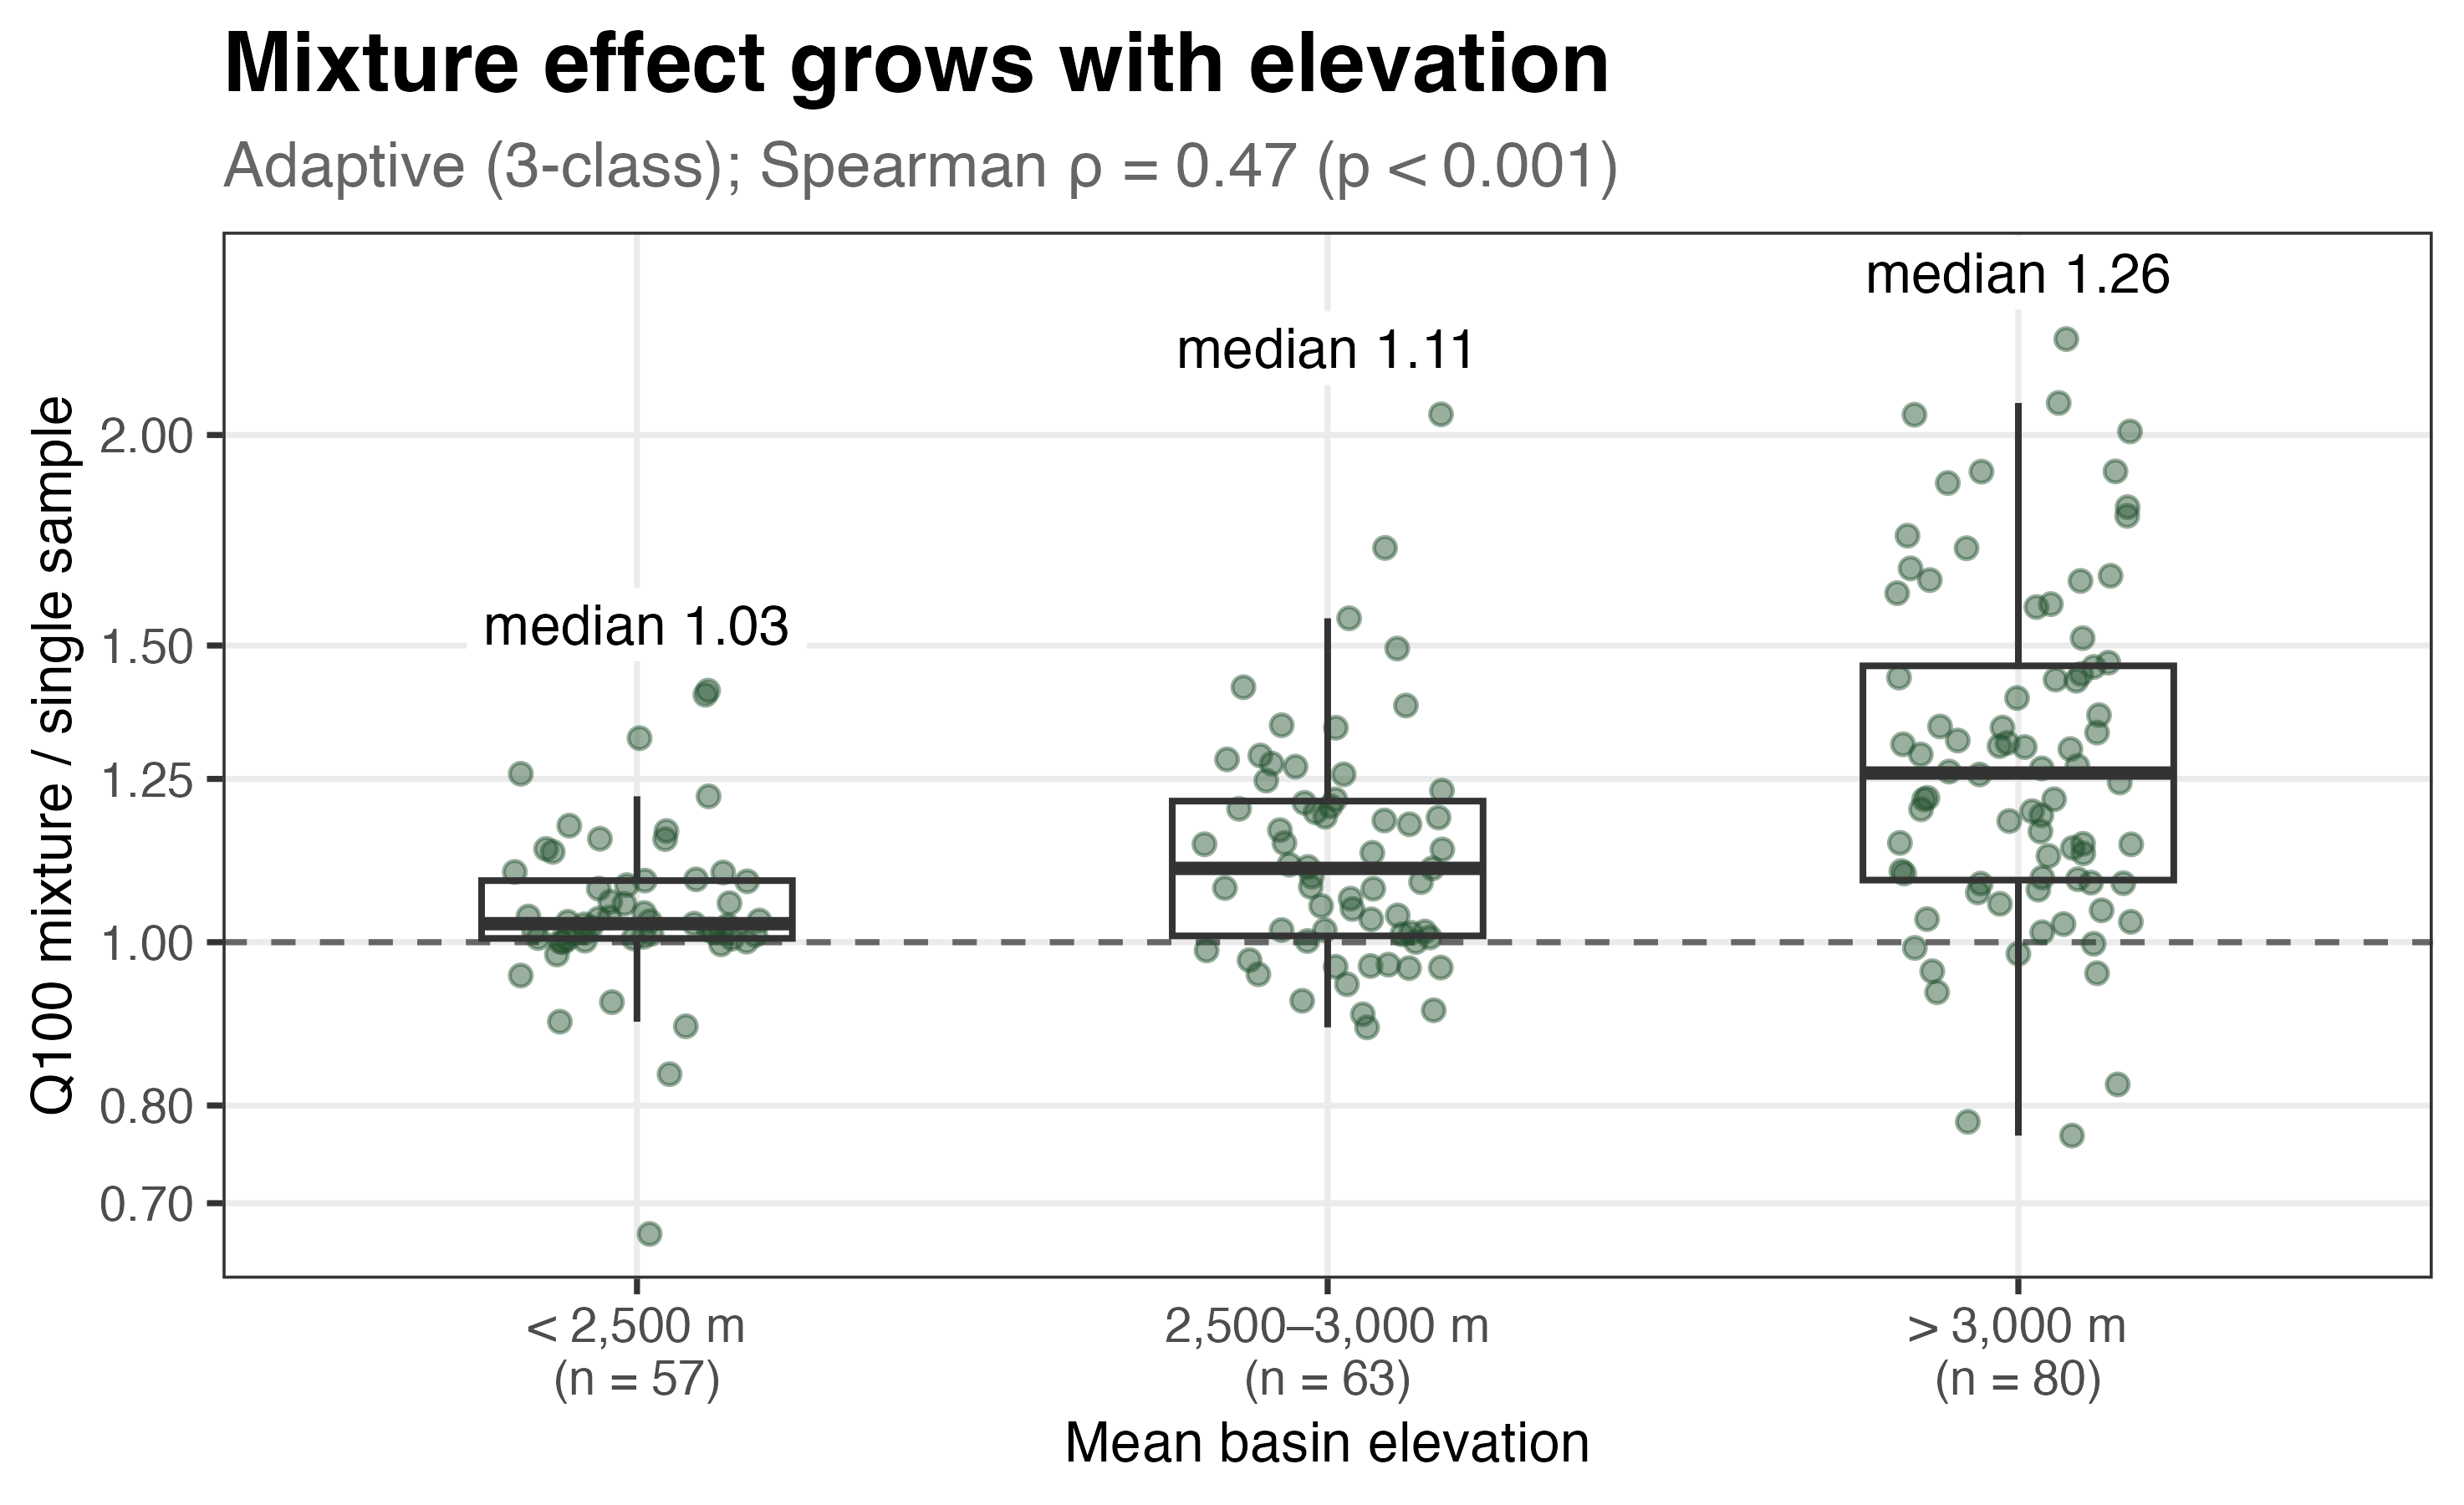 Mixture effect grows with elevation
Adaptive (3-class); Spearman ρ = 0.47 (p < 0.001)
median 1.26
median 1.11
median 1.03
Q100 mixture / single sample
2.00
1.50
1.25
1.00
0.80
0.70
< 2,500 m
(n = 57)
2,500–3,000 m
(n = 63)
> 3,000 m
(n = 80)
Mean basin elevation